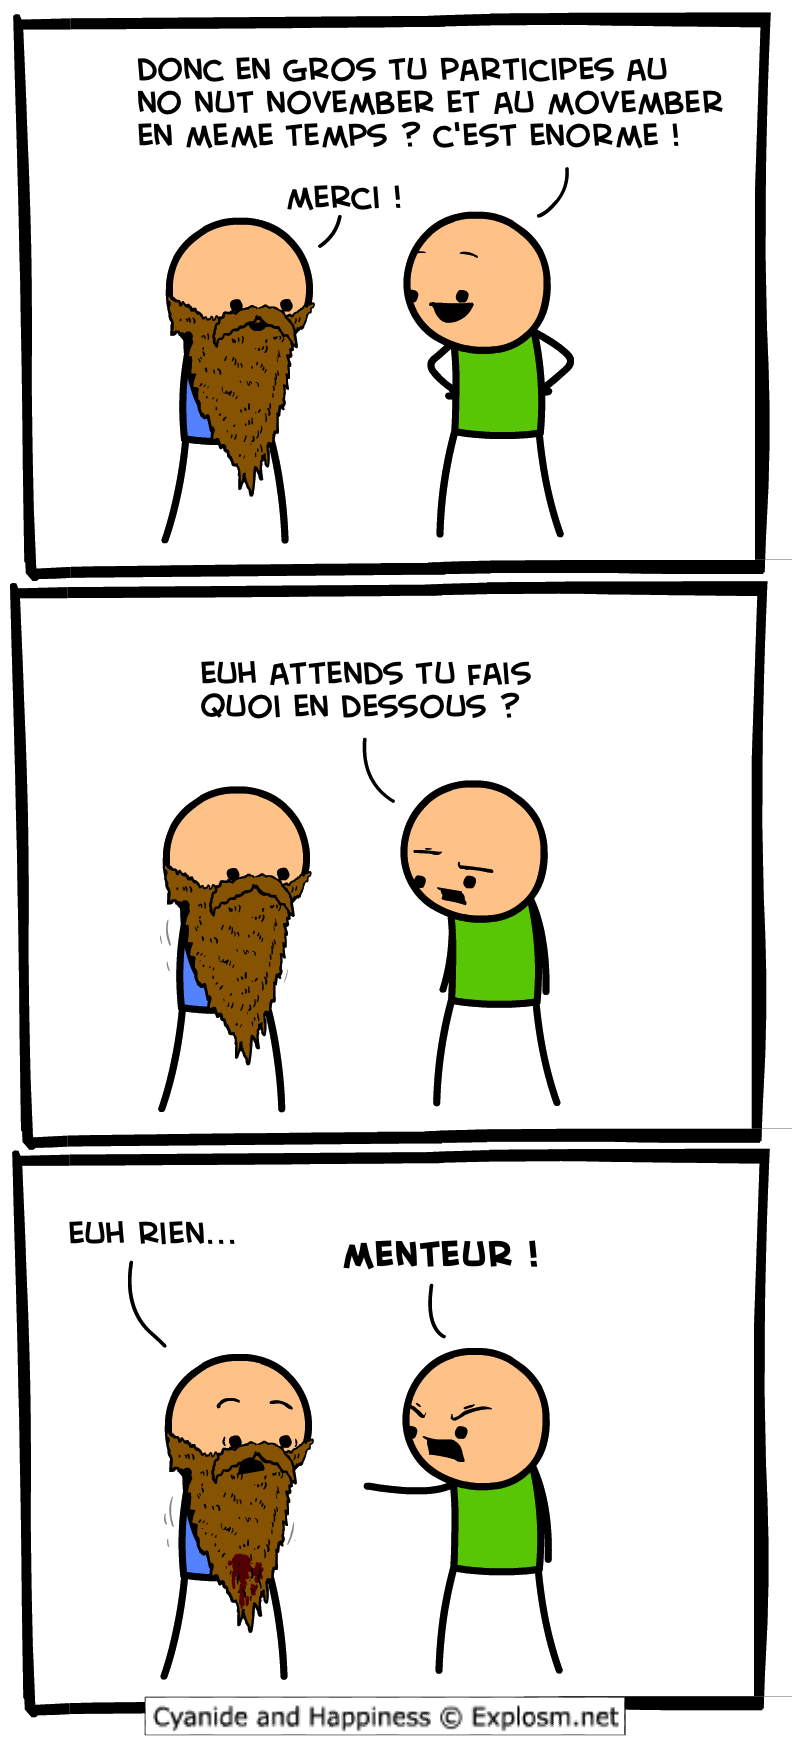 DONC EN GROS TU PARTICIPES AU
NO NUT NOVEMBER ET AU MOVEMBER
EN MEME TEMPS ? C'EST ENORME !
MERCI !
EUH ATTENDS TU FAIS
QUOI EN DESSOUS ?
EUH RIEN...
MENTEUR !
Cyanide and Happiness © Explosm.net